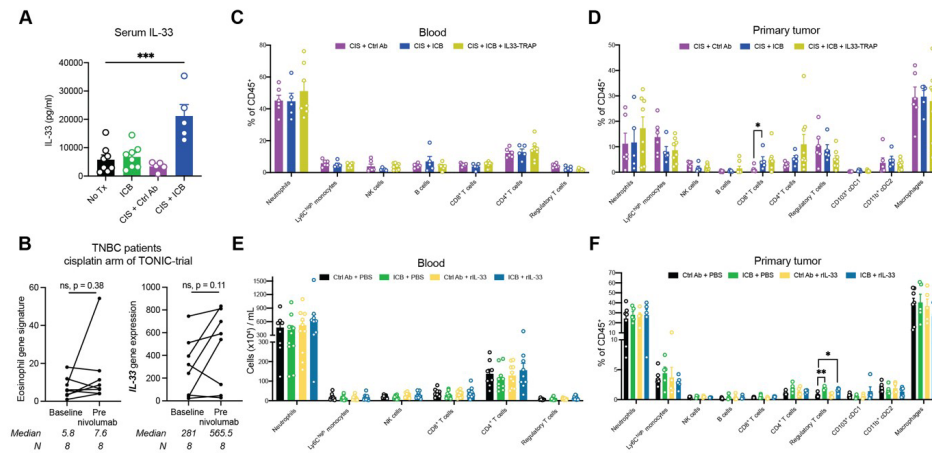 A
Serum IL-33
***
IL-33
(pg/ml)
40000
30000
20000
10000
0
No Tx
ICB
CIS + Ctrl Ab
CIS + ICB
B
TNBC patients
cisplatin arm of TONIC-trial
ns, p = 0.38
Eosinophil gene signature
60
40
20
0
Baseline
Pre
nivolumab
Median 5.8 7.6
N 8 8
ns, p = 0.11
IL-33 gene expression
1000
800
600
400
200
0
Baseline
Pre
nivolumab
Median 281 565.5
N 8 8
C
Blood
CIS + Ctrl Ab
CIS + ICB
CIS + ICB + IL33-TRAP
% of CD45+
80
60
40
20
0
Neutrophils
Ly6Chigh monocytes
NK cells
B cells
CD8+ T cells
CD4+ T cells
Regulatory T cells
D
Primary tumor
CIS + Ctrl Ab
CIS + ICB
CIS + ICB + IL33-TRAP
% of CD45+
50
40
30
20
10
0
*
Neutrophils
Ly6Chigh monocytes
NK cells
B cells
CD8+ T cells
CD4+ T cells
Regulatory T cells
CD103+ cDC1
CD11b+ cDC2
Macrophages
E
Blood
Ctrl Ab + PBS
ICB + PBS
Ctrl Ab + rIL-33
ICB + rIL-33
Cells (x10⁴) / mL
1500
1000
500
300
200
100
0
Neutrophils
Ly6Chigh monocytes
NK cells
CD8+ T cells
CD4+ T cells
Regulatory T cells
F
Primary tumor
Ctrl Ab + PBS
ICB + PBS
Ctrl Ab + rIL-33
ICB + rIL-33
% of CD45+
70
60
50
40
30
20
10
5
0
**
*
Neutrophils
Ly6Chigh monocytes
NK cells
B cells
CD8+ T cells
CD4+ T cells
Regulatory T cells
CD103+ cDC1
CD11b+ cDC2
Macrophages